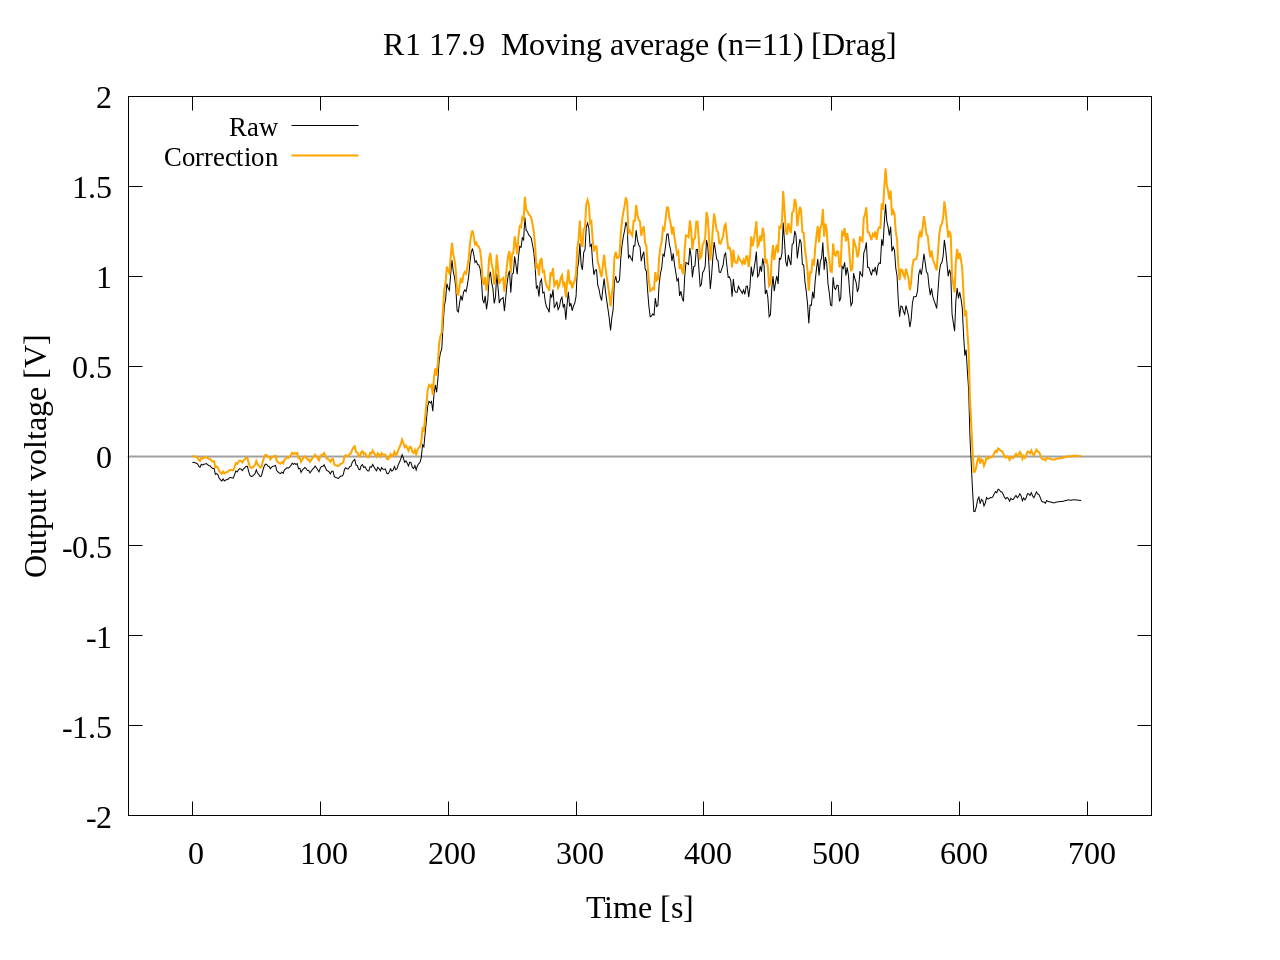 R1 17.9  Moving average (n=11) [Drag]
Raw
Correction
2
1.5
1
0.5
0
-0.5
-1
-1.5
-2
Output voltage [V]
0 100 200 300 400 500 600 700
Time [s]